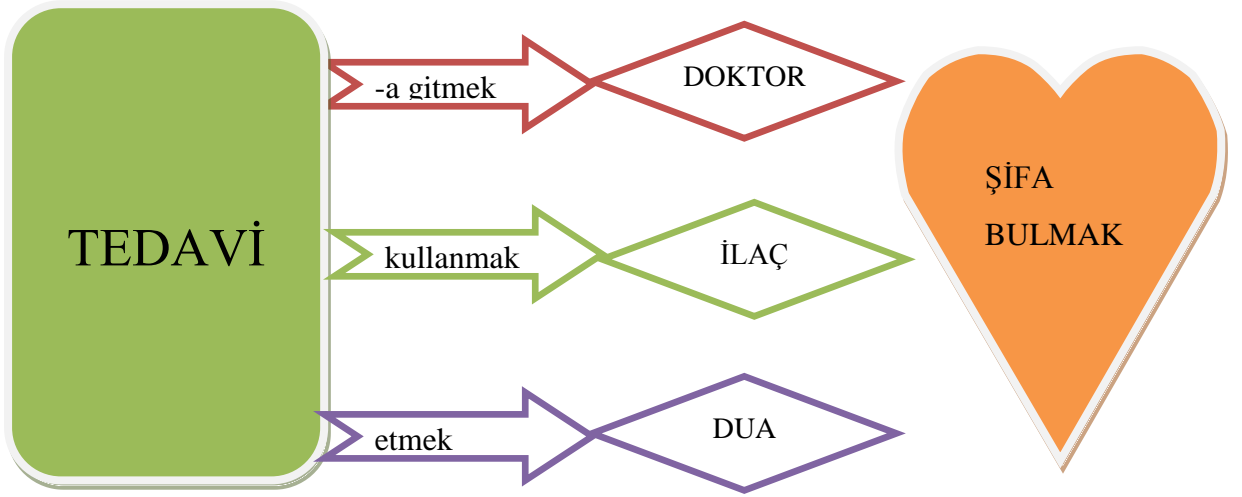 TEDAVİ
-a gitmek
DOKTOR
kullanmak
İLAÇ
etmek
DUA
ŞİFA
BULMAK